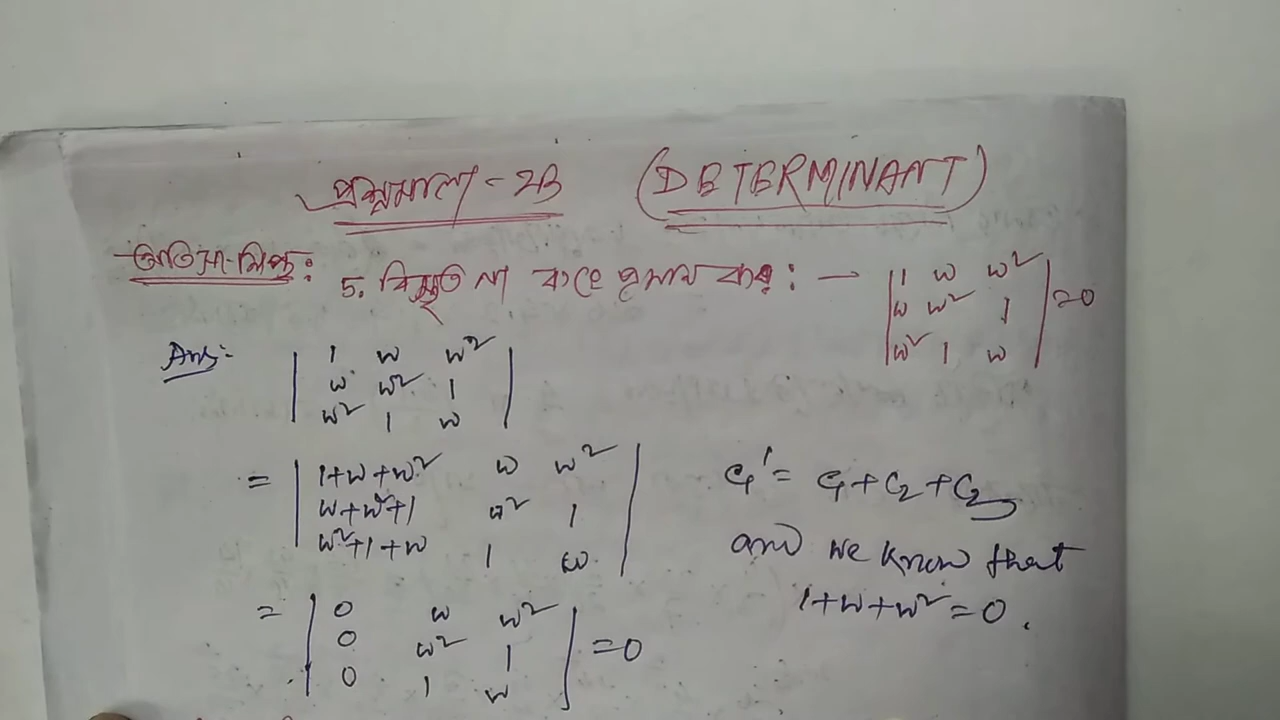 প্রশ্নমালা - 2B (DETERMINANT)
অতিসংক্ষিপ্ত: 5. বিস্তৃতি না করে প্রমাণ কর: — | 1 w w² |
| w w² 1 | = 0
| w² 1 w |
Ans:- | 1 w w² |
| w w² 1 |
| w² 1 w |
= | 1+w+w² w w² | C₁' = C₁+C₂+C₃
| w+w²+1 w² 1 |
| w²+1+w 1 w | and we know that
1+w+w² = 0.
= | 0 w w² |
| 0 w² 1 | = 0
| 0 1 w |